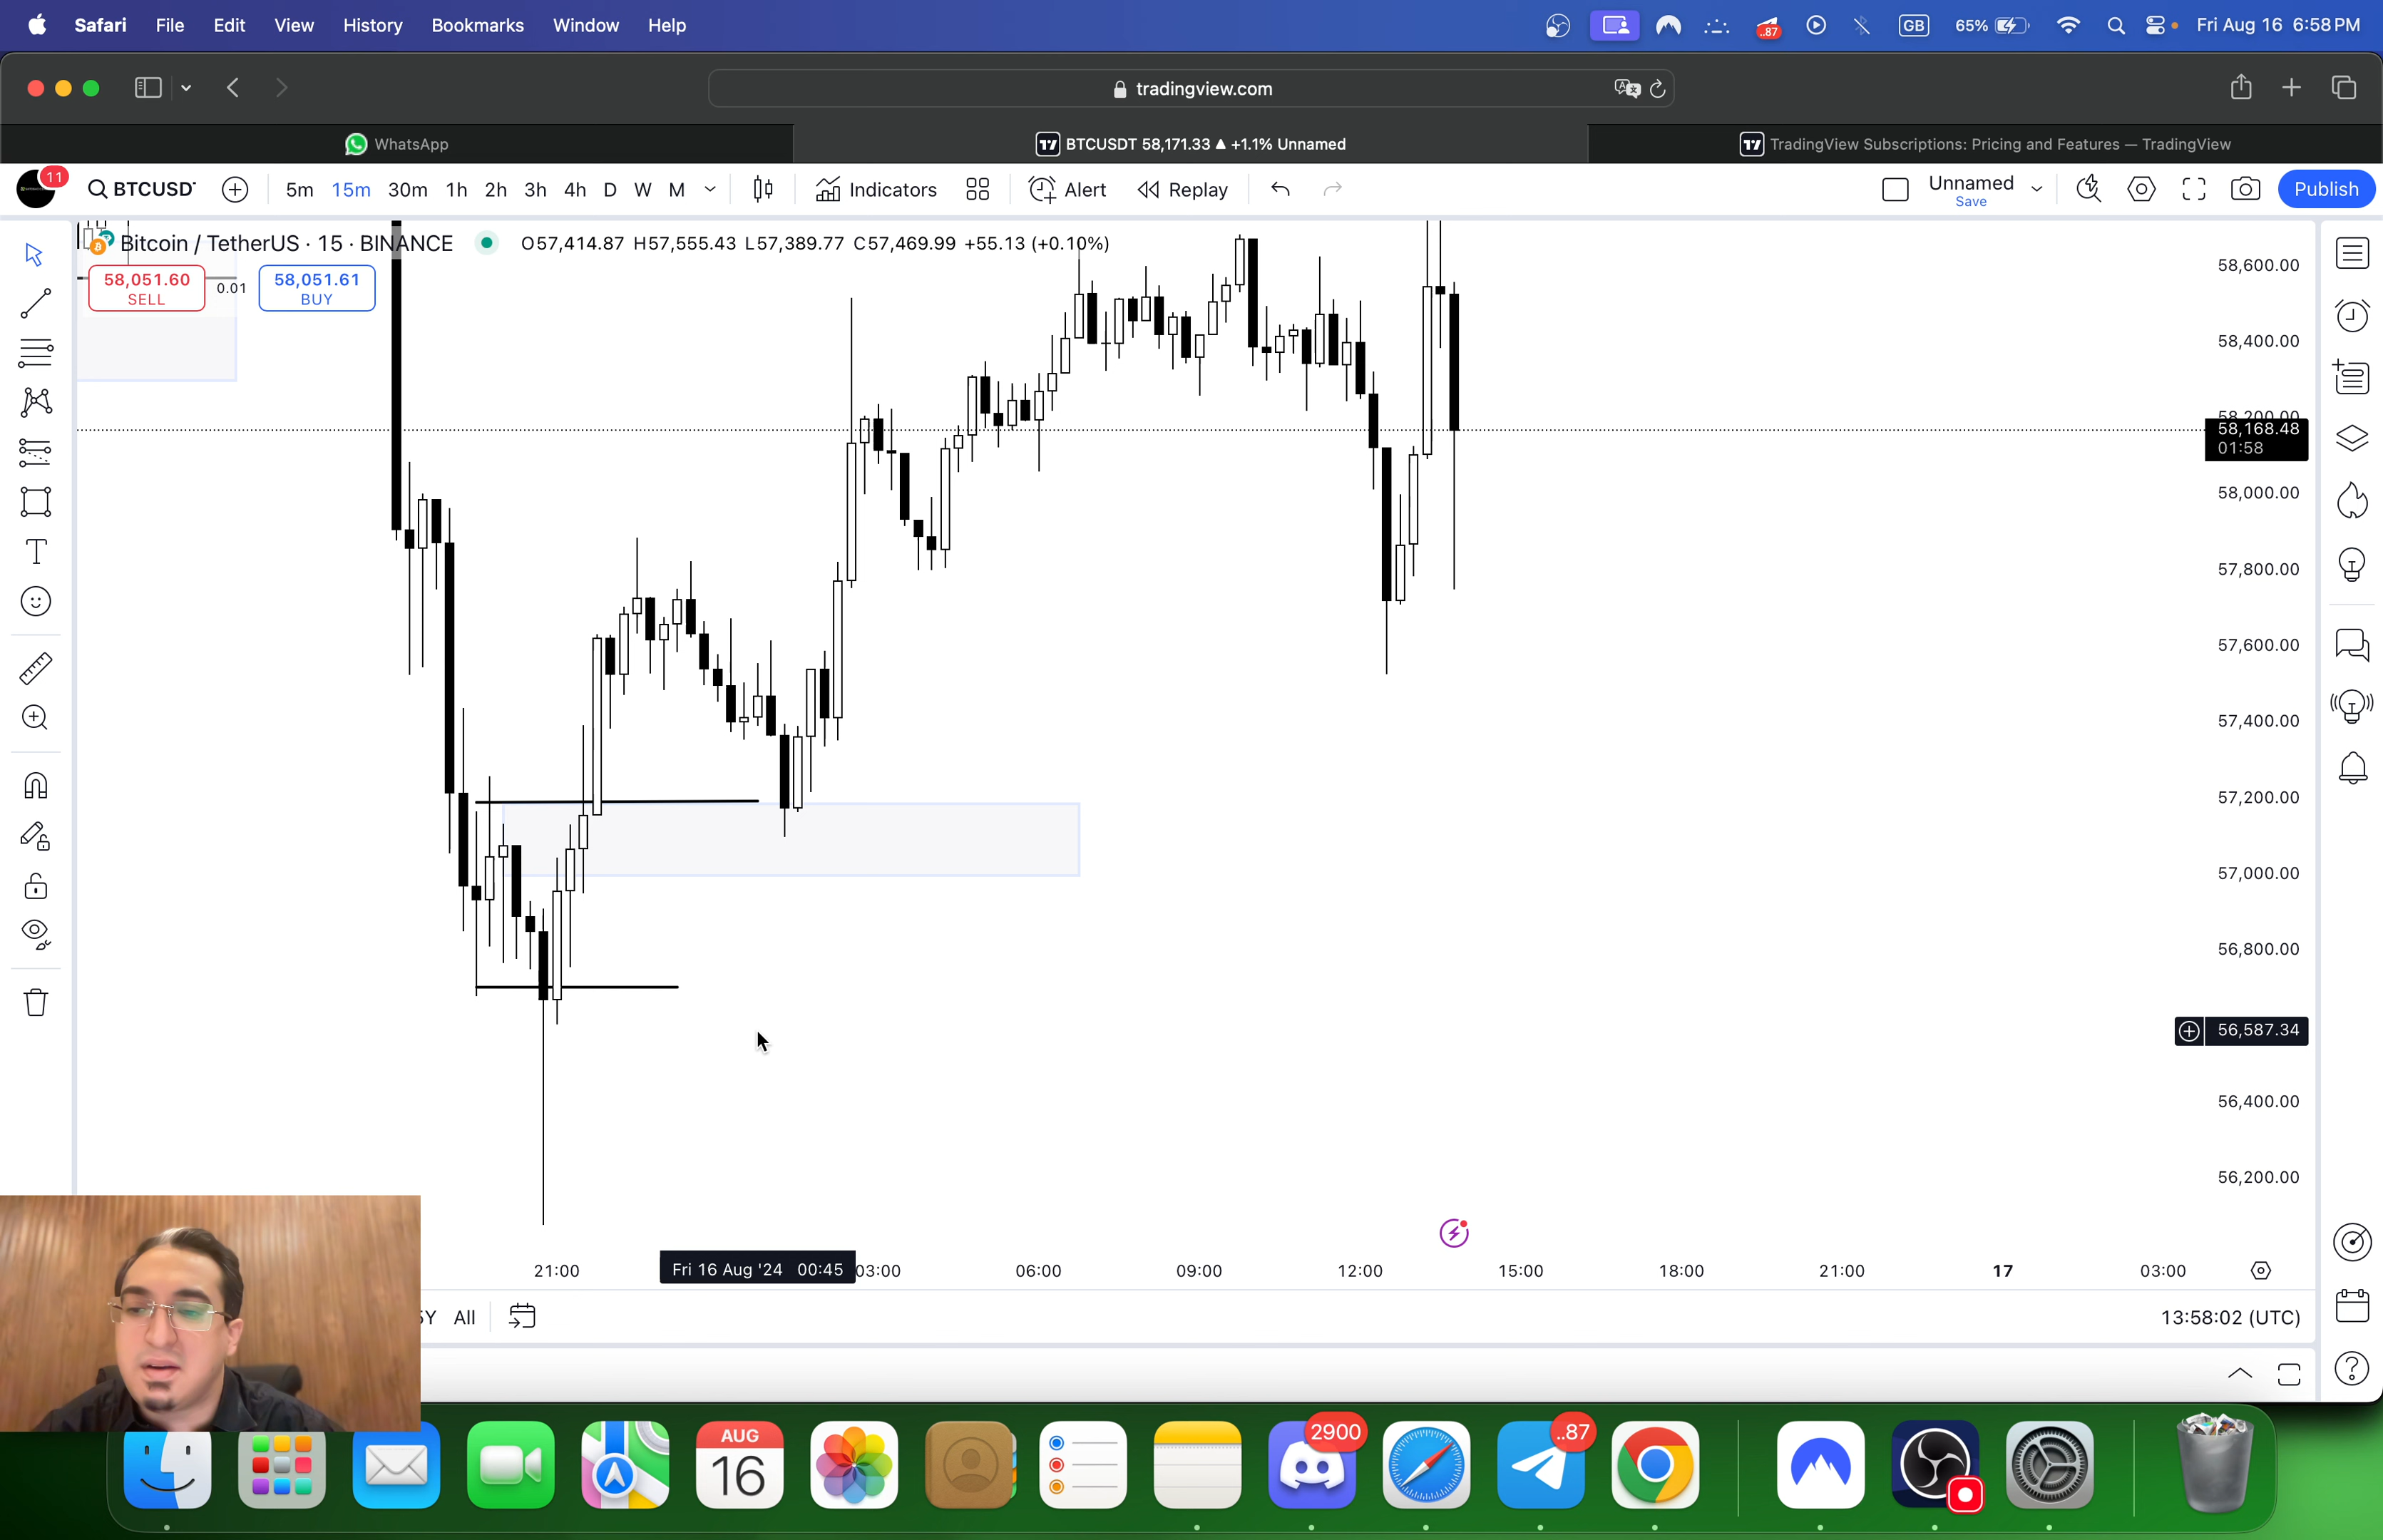 Safari File Edit View History Bookmarks Window Help ..87 GB 65% Fri Aug 16 6:58 PM
tradingview.com
WhatsApp
BTCUSDT 58,171.33 ▲ +1.1% Unnamed
TradingView Subscriptions: Pricing and Features — TradingView
11 BTCUSD 5m 15m 30m 1h 2h 3h 4h D W M Indicators Alert Replay Unnamed Save Publish
Bitcoin / TetherUS · 15 · BINANCE O57,414.87 H57,555.43 L57,389.77 C57,469.99 +55.13 (+0.10%)
58,051.60 SELL
0.01
58,051.61 BUY
58,600.00
58,400.00
58,200.00
58,168.48
01:58
58,000.00
57,800.00
57,600.00
57,400.00
57,200.00
57,000.00
56,800.00
56,587.34
56,400.00
56,200.00
21:00 Fri 16 Aug '24 00:45 03:00 06:00 09:00 12:00 15:00 18:00 21:00 17 03:00
5Y All 13:58:02 (UTC)
AUG
16
2900
..87